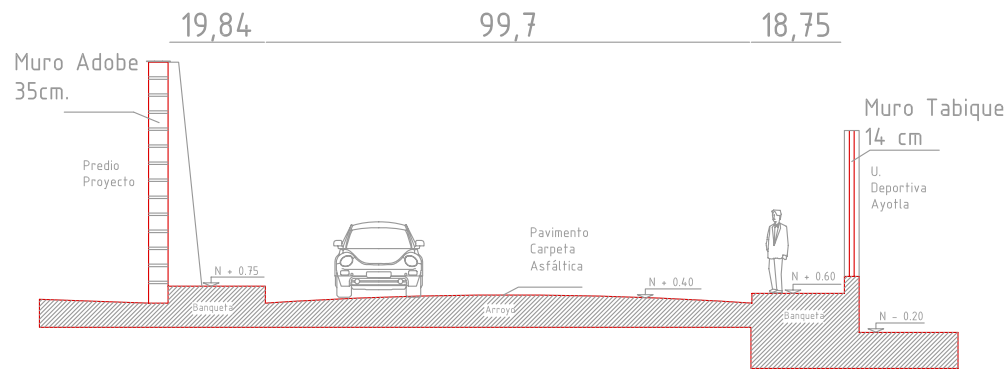 19,84
99,7
18,75
Muro Adobe
35cm.
Muro Tabique
14 cm
Predio
Proyecto
U.
Deportiva
Ayotla
Pavimento
Carpeta
Asfáltica
N + 0.75
N + 0.40
N + 0.60
Banqueta
Arroyo
Banqueta
N - 0.20